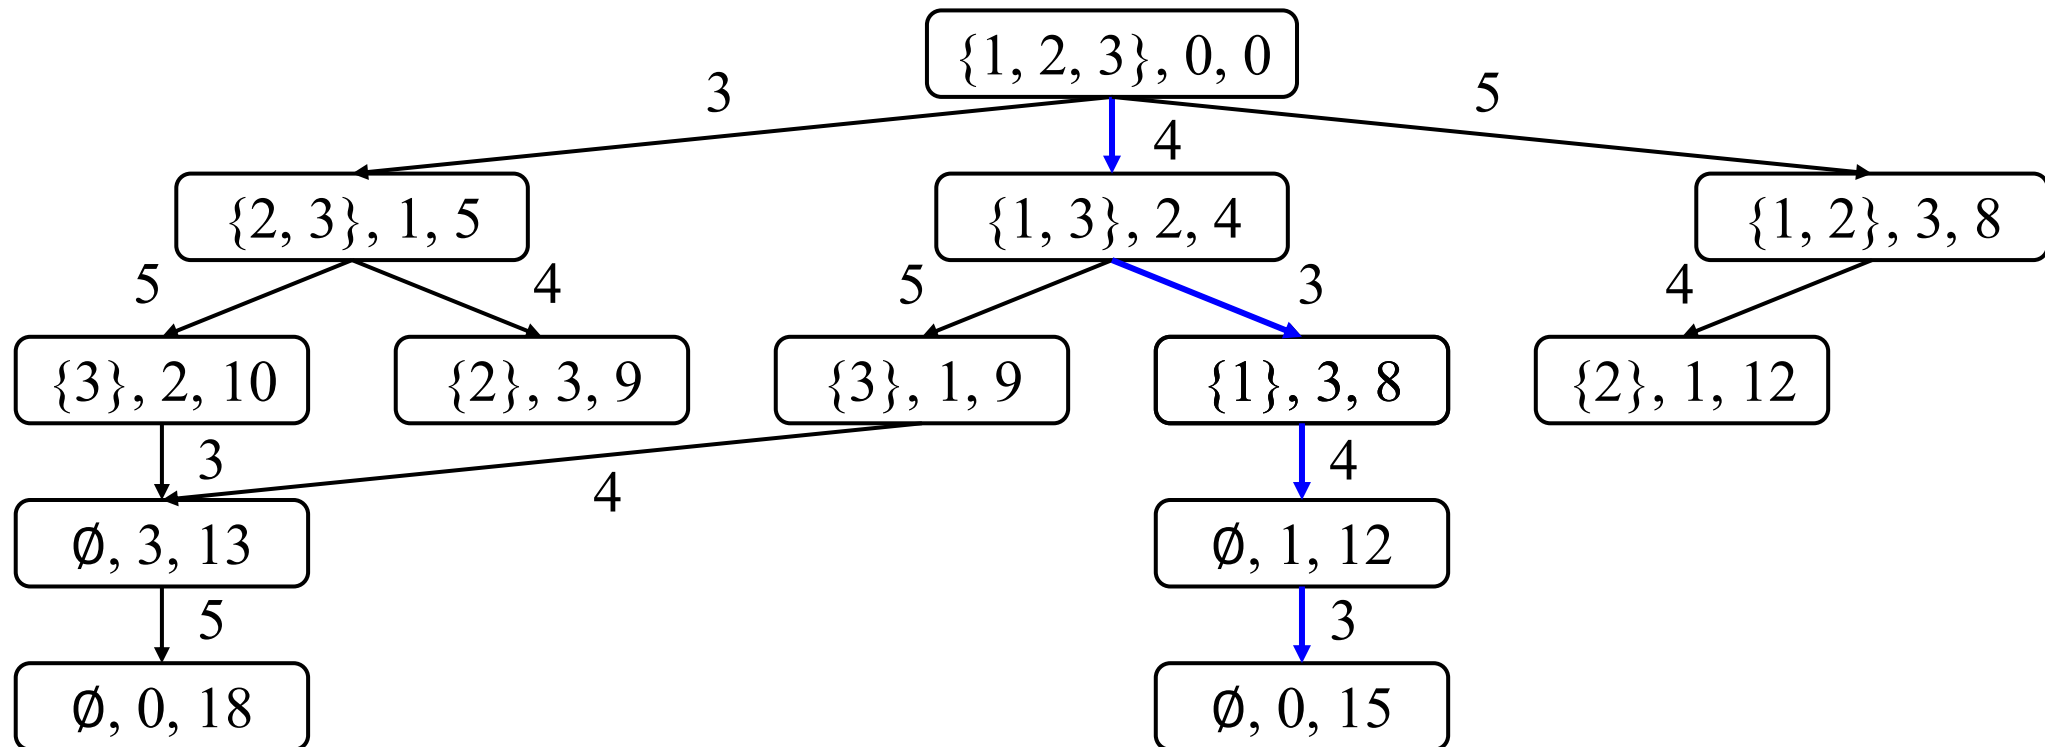 {1, 2, 3}, 0, 0
3 4 5
{2, 3}, 1, 5 {1, 3}, 2, 4 {1, 2}, 3, 8
5 4 5 3 4
{3}, 2, 10 {2}, 3, 9 {3}, 1, 9 {1}, 3, 8 {2}, 1, 12
3 4 4
∅, 3, 13 ∅, 1, 12
5 3
∅, 0, 18 ∅, 0, 15